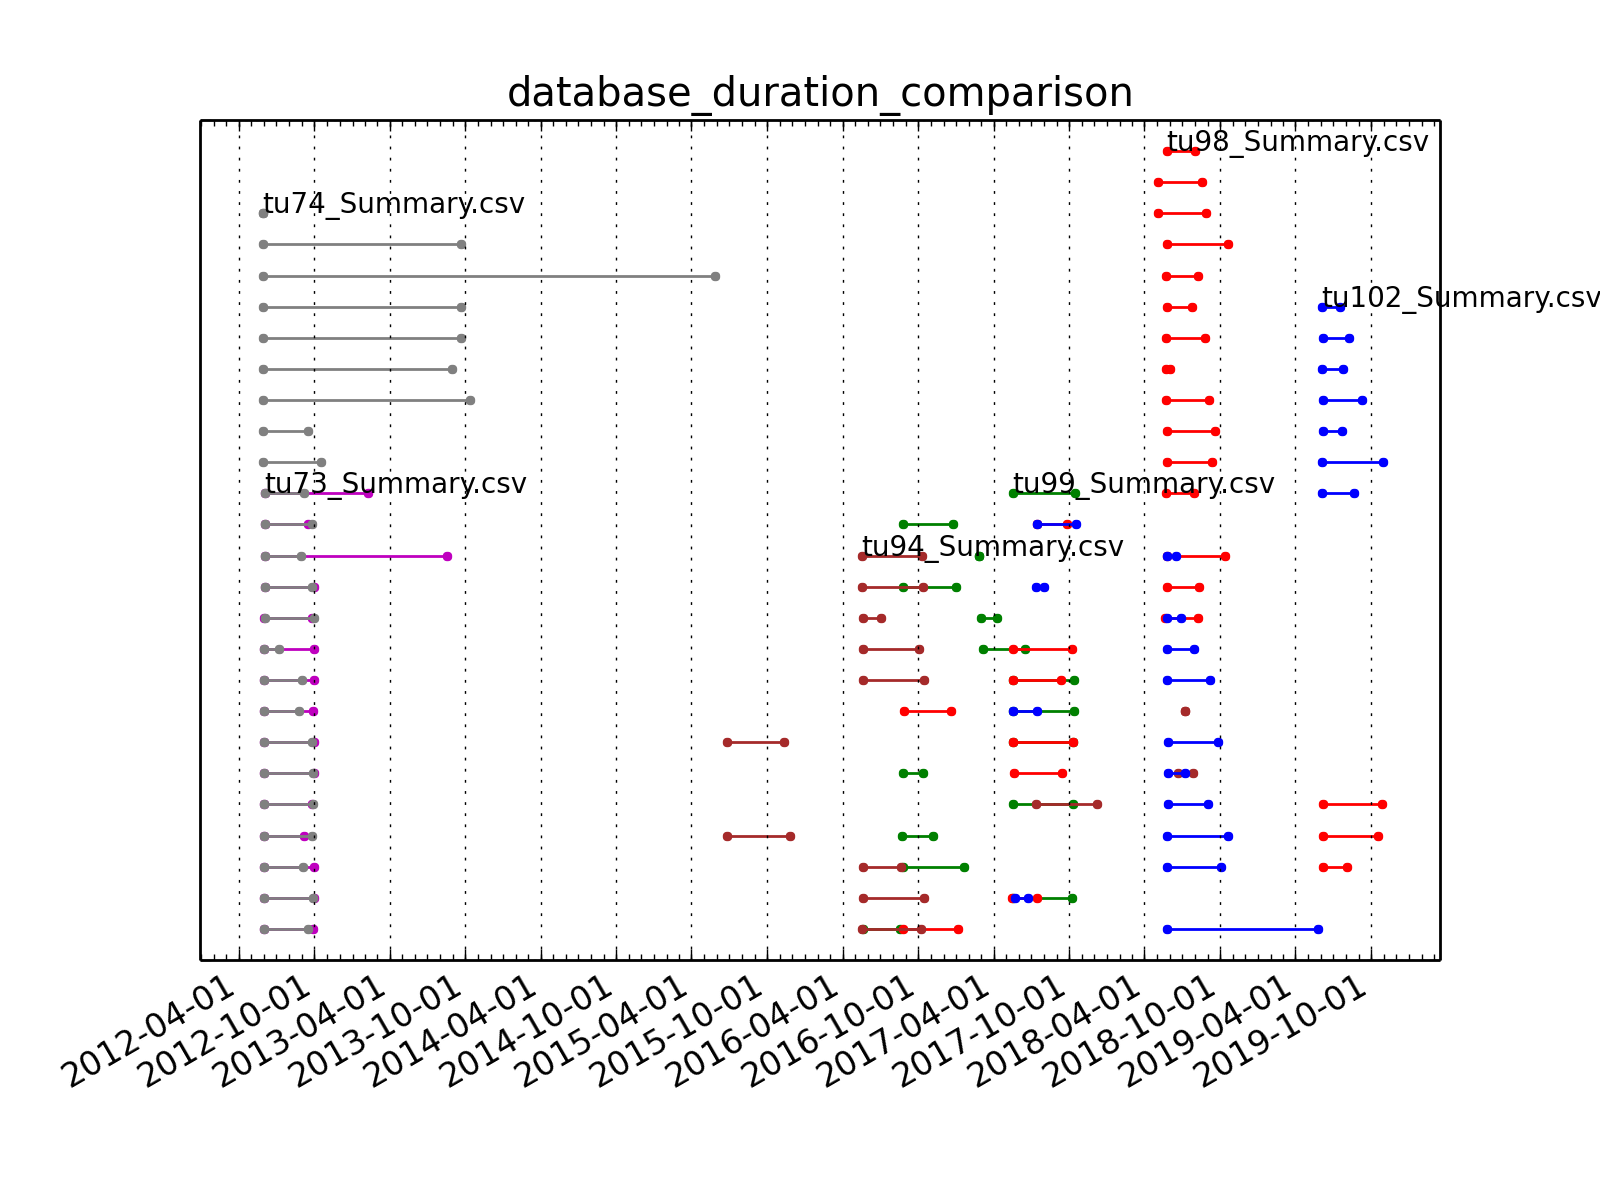 database_duration_comparison
tu98_Summary.csv
tu74_Summary.csv
tu102_Summary.csv
tu73_Summary.csv
tu99_Summary.csv
tu94_Summary.csv
2012-04-01
2012-10-01
2013-04-01
2013-10-01
2014-04-01
2014-10-01
2015-04-01
2015-10-01
2016-04-01
2016-10-01
2017-04-01
2017-10-01
2018-04-01
2018-10-01
2019-04-01
2019-10-01